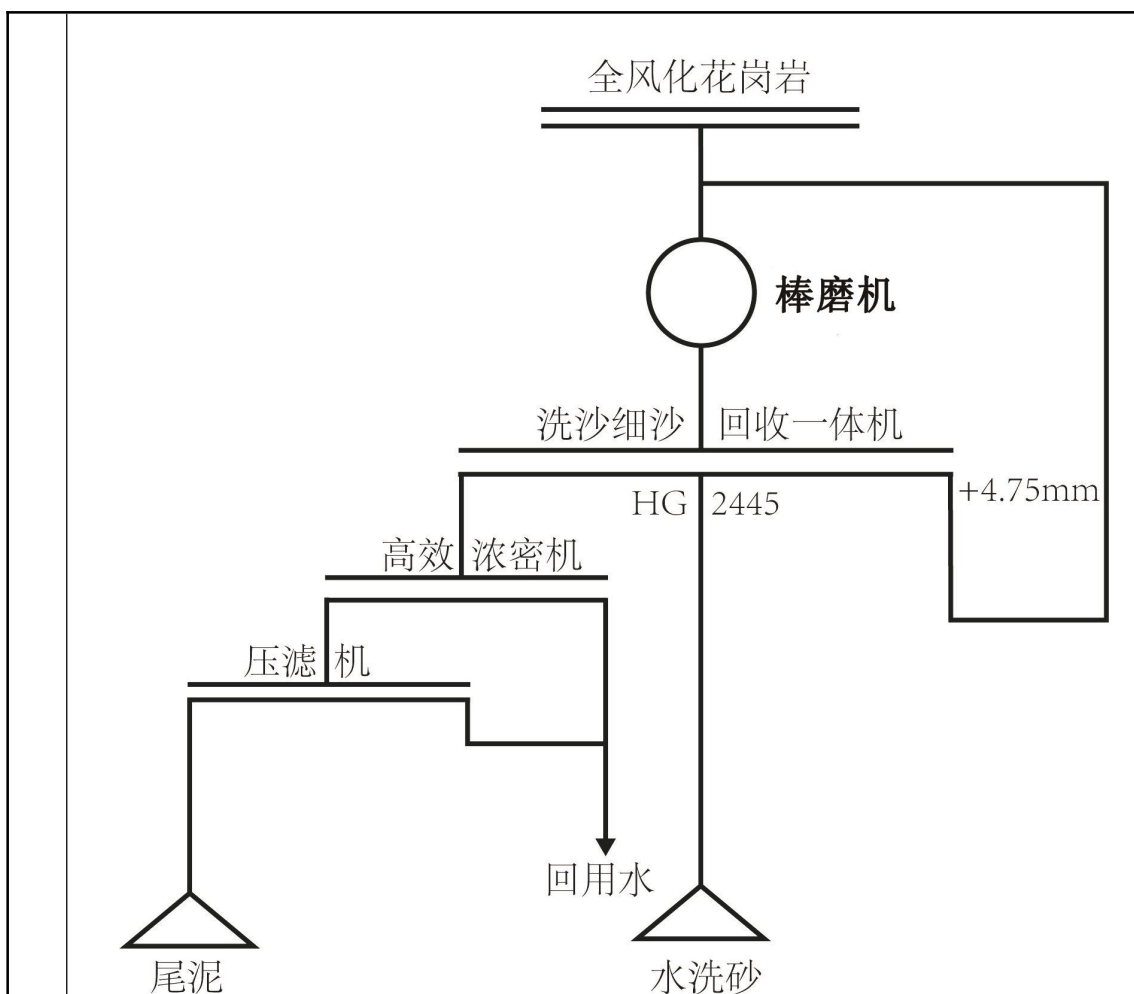 全风化花岗岩
棒磨机
洗沙细沙 回收一体机
HG 2445
+4.75mm
高效 浓密机
压滤 机
回用水
尾泥
水洗砂